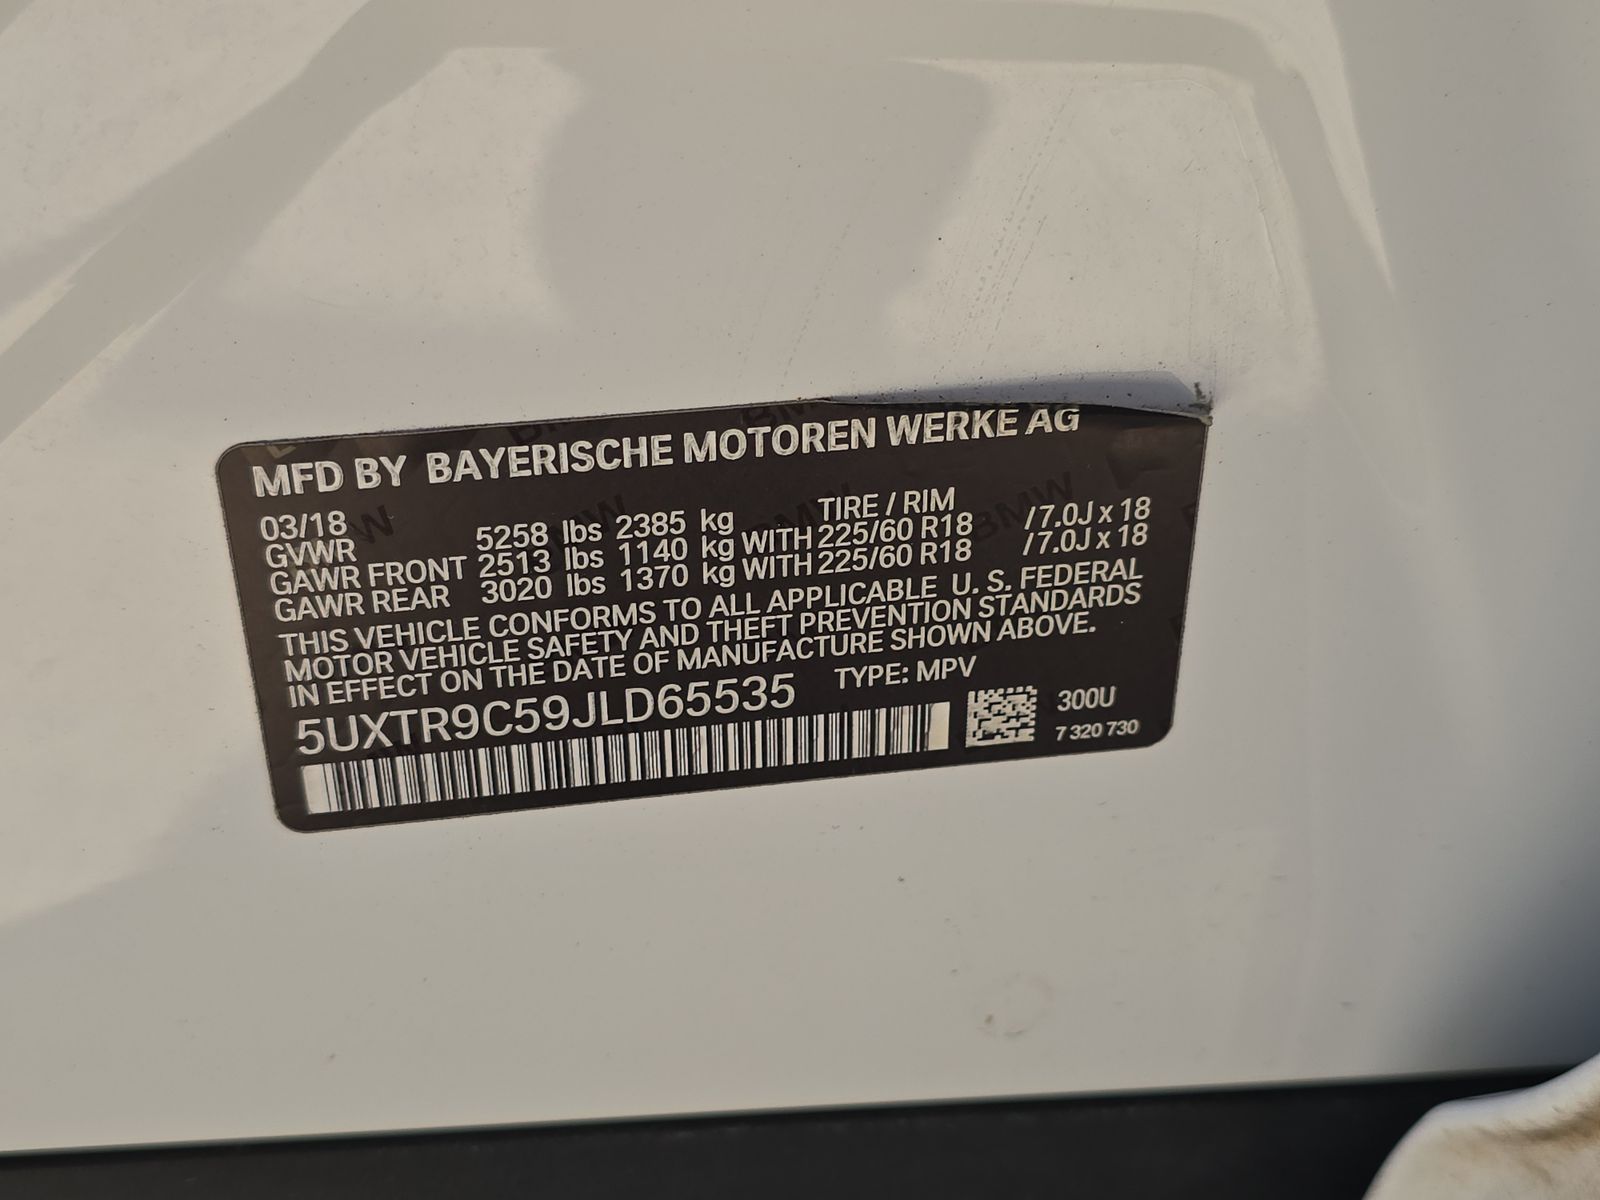 MFD BY BAYERISCHE MOTOREN WERKE AG
03/18 TIRE / RIM
GVWR 5258 lbs 2385 kg
GAWR FRONT 2513 lbs 1140 kg WITH 225/60 R18 /7.0J x 18
GAWR REAR 3020 lbs 1370 kg WITH 225/60 R18 /7.0J x 18
THIS VEHICLE CONFORMS TO ALL APPLICABLE U. S. FEDERAL
MOTOR VEHICLE SAFETY AND THEFT PREVENTION STANDARDS
IN EFFECT ON THE DATE OF MANUFACTURE SHOWN ABOVE.
5UXTR9C59JLD65535 TYPE: MPV
300U
7 320 730